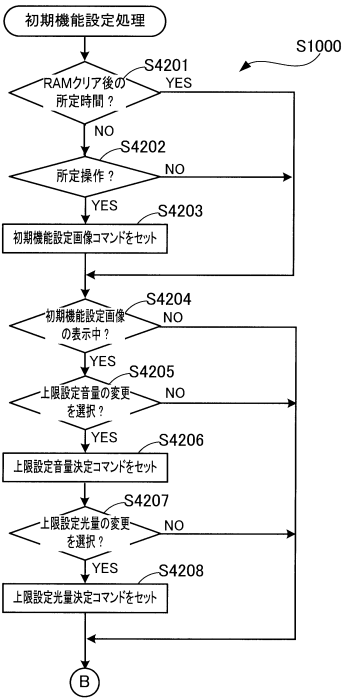 初期機能設定処理
S1000
S4201
RAMクリア後の
所定時間？
YES
NO
S4202
所定操作？
NO
YES
S4203
初期機能設定画像コマンドをセット
S4204
初期機能設定画像
の表示中？
NO
YES
S4205
上限設定音量の変更
を選択？
NO
YES
S4206
上限設定音量決定コマンドをセット
S4207
上限設定光量の変更
を選択？
NO
YES
S4208
上限設定光量決定コマンドをセット
B